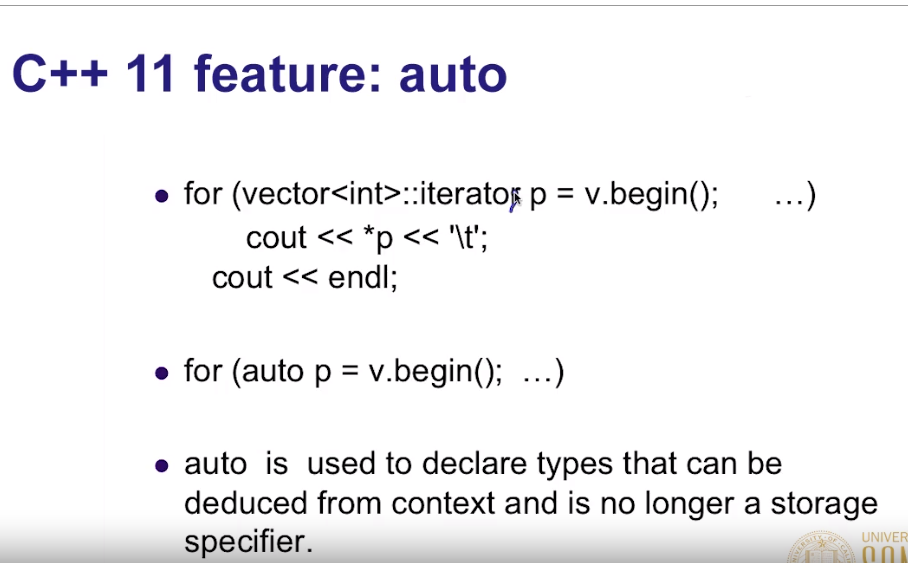 C++ 11 feature: auto
• for (vector<int>::iterator p = v.begin(); ...)
cout << *p << '\t';
cout << endl;
• for (auto p = v.begin(); ...)
• auto is used to declare types that can be
deduced from context and is no longer a storage
specifier.